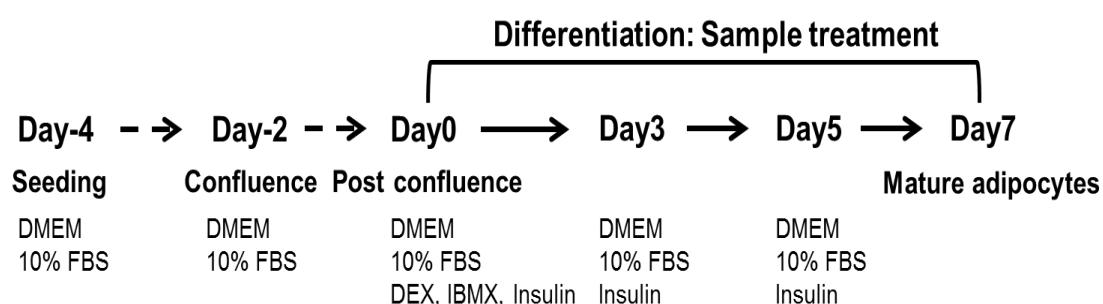 Differentiation: Sample treatment
Day-4 Day-2 Day0 Day3 Day5 Day7
Seeding Confluence Post confluence Mature adipocytes
DMEM DMEM DMEM DMEM DMEM
10% FBS 10% FBS 10% FBS 10% FBS 10% FBS
DEX, IBMX, Insulin Insulin Insulin